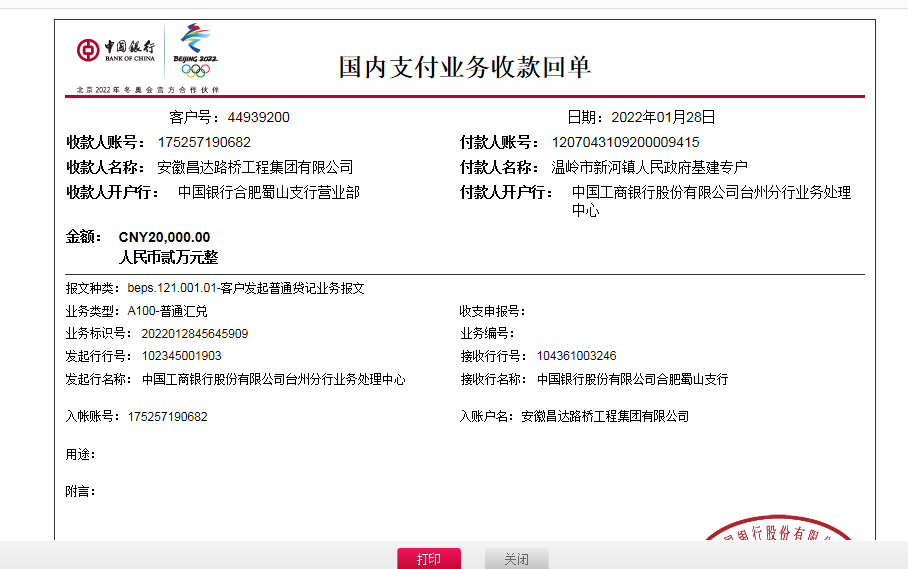 中国银行
BANK OF CHINA
BEIJING 2022
北京2022年冬奥会官方合作伙伴
国内支付业务收款回单
客户号：44939200
日期：2022年01月28日
收款人账号： 175257190682
付款人账号： 1207043109200009415
收款人名称： 安徽昌达路桥工程集团有限公司
付款人名称： 温岭市新河镇人民政府基建专户
收款人开户行： 中国银行合肥蜀山支行营业部
付款人开户行： 中国工商银行股份有限公司台州分行业务处理
中心
金额： CNY20,000.00
人民币贰万元整
报文种类：beps.121.001.01-客户发起普通贷记业务报文
业务类型：A100-普通汇兑
收支申报号：
业务标识号： 2022012845645909
业务编号：
发起行行号： 102345001903
接收行行号： 104361003246
发起行名称： 中国工商银行股份有限公司台州分行业务处理中心
接收行名称： 中国银行股份有限公司合肥蜀山支行
入帐账号：175257190682
入账户名：安徽昌达路桥工程集团有限公司
用途：
附言：
银行股份有限
打印
关闭